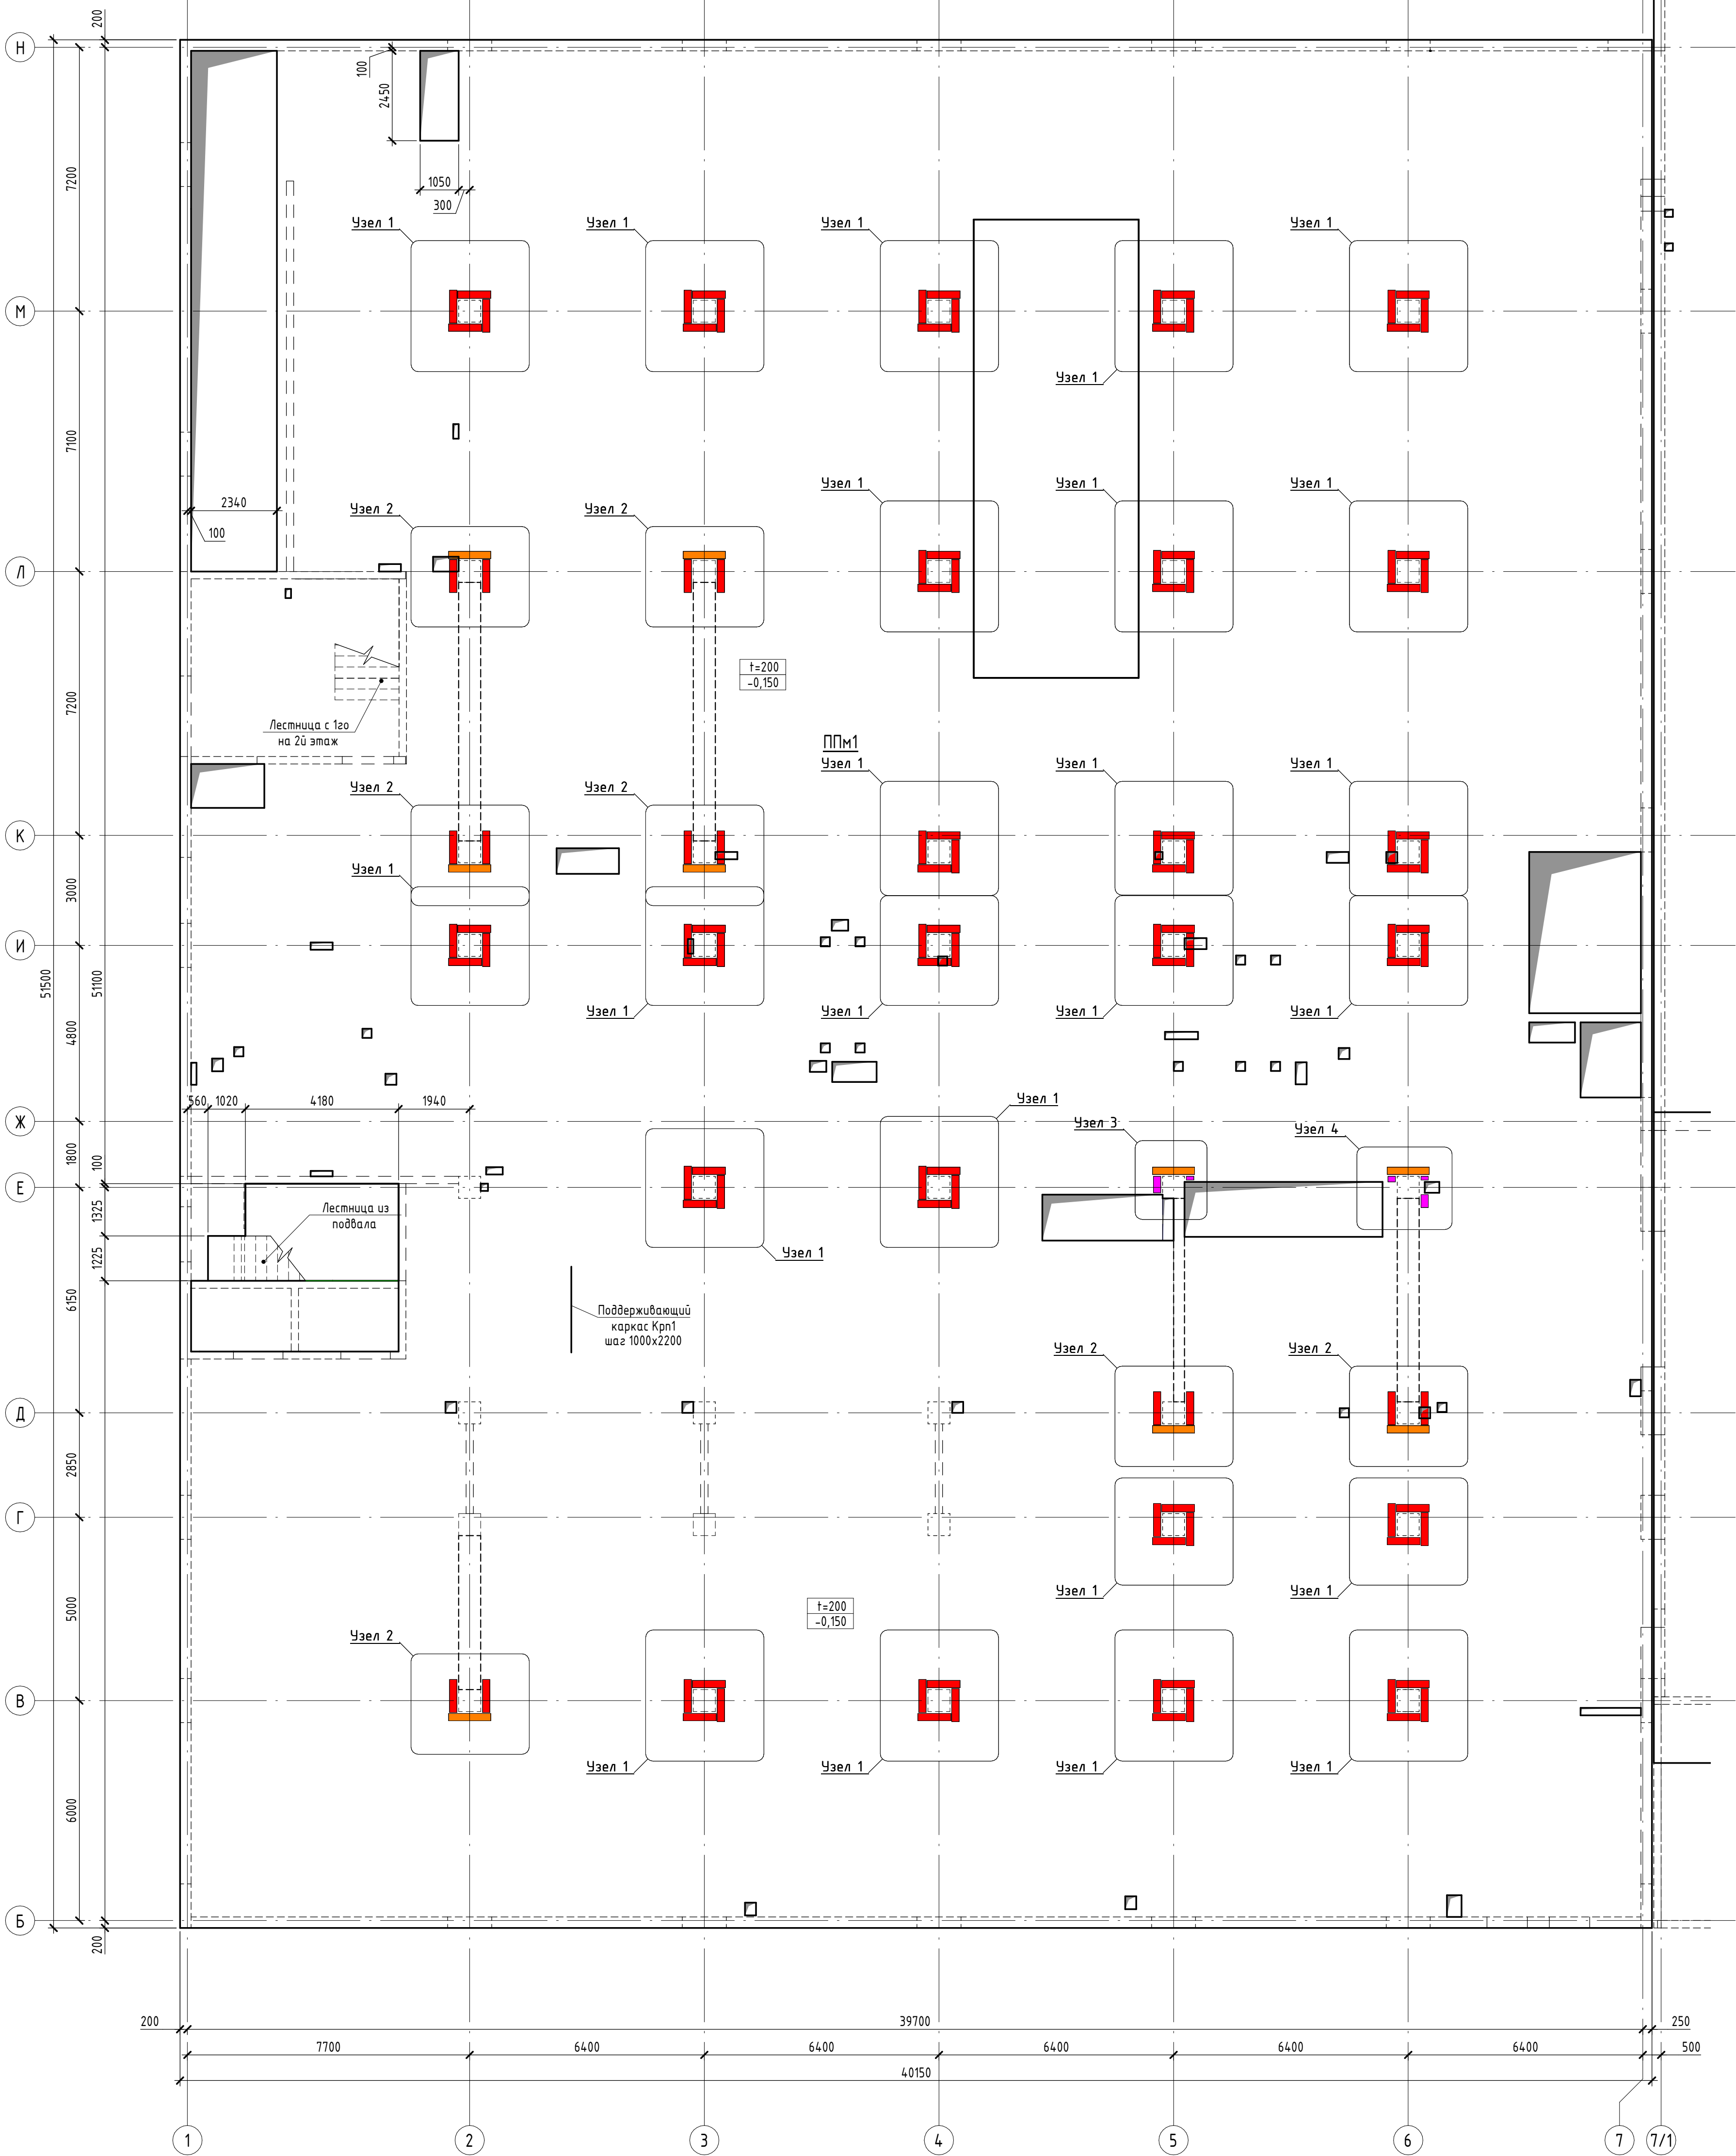 200
Н
100
2450
7200
1050
300
Узел 1
Узел 1
Узел 1
Узел 1
М
Узел 1
7100
Узел 1
Узел 1
Узел 1
2340
Узел 2
Узел 2
100
Л
t=200
-0,150
7200
Лестница с 1го
на 2й этаж
ППм1
Узел 1
Узел 1
Узел 1
Узел 2
Узел 2
К
Узел 1
3000
И
51500
51100
Узел 1
Узел 1
Узел 1
Узел 1
4800
560
1020
4180
1940
Узел 1
Ж
Узел 3
Узел 4
1800
100
Е
1325
Лестница из
подвала
Узел 1
1225
6150
Поддерживающий
каркас Крп1
шаг 1000х2200
Узел 2
Узел 2
Д
2850
Г
Узел 1
Узел 1
t=200
-0,150
5000
Узел 2
В
Узел 1
Узел 1
Узел 1
Узел 1
6000
Б
200
200
39700
250
7700
6400
6400
6400
6400
6400
500
40150
1
2
3
4
5
6
7
7/1